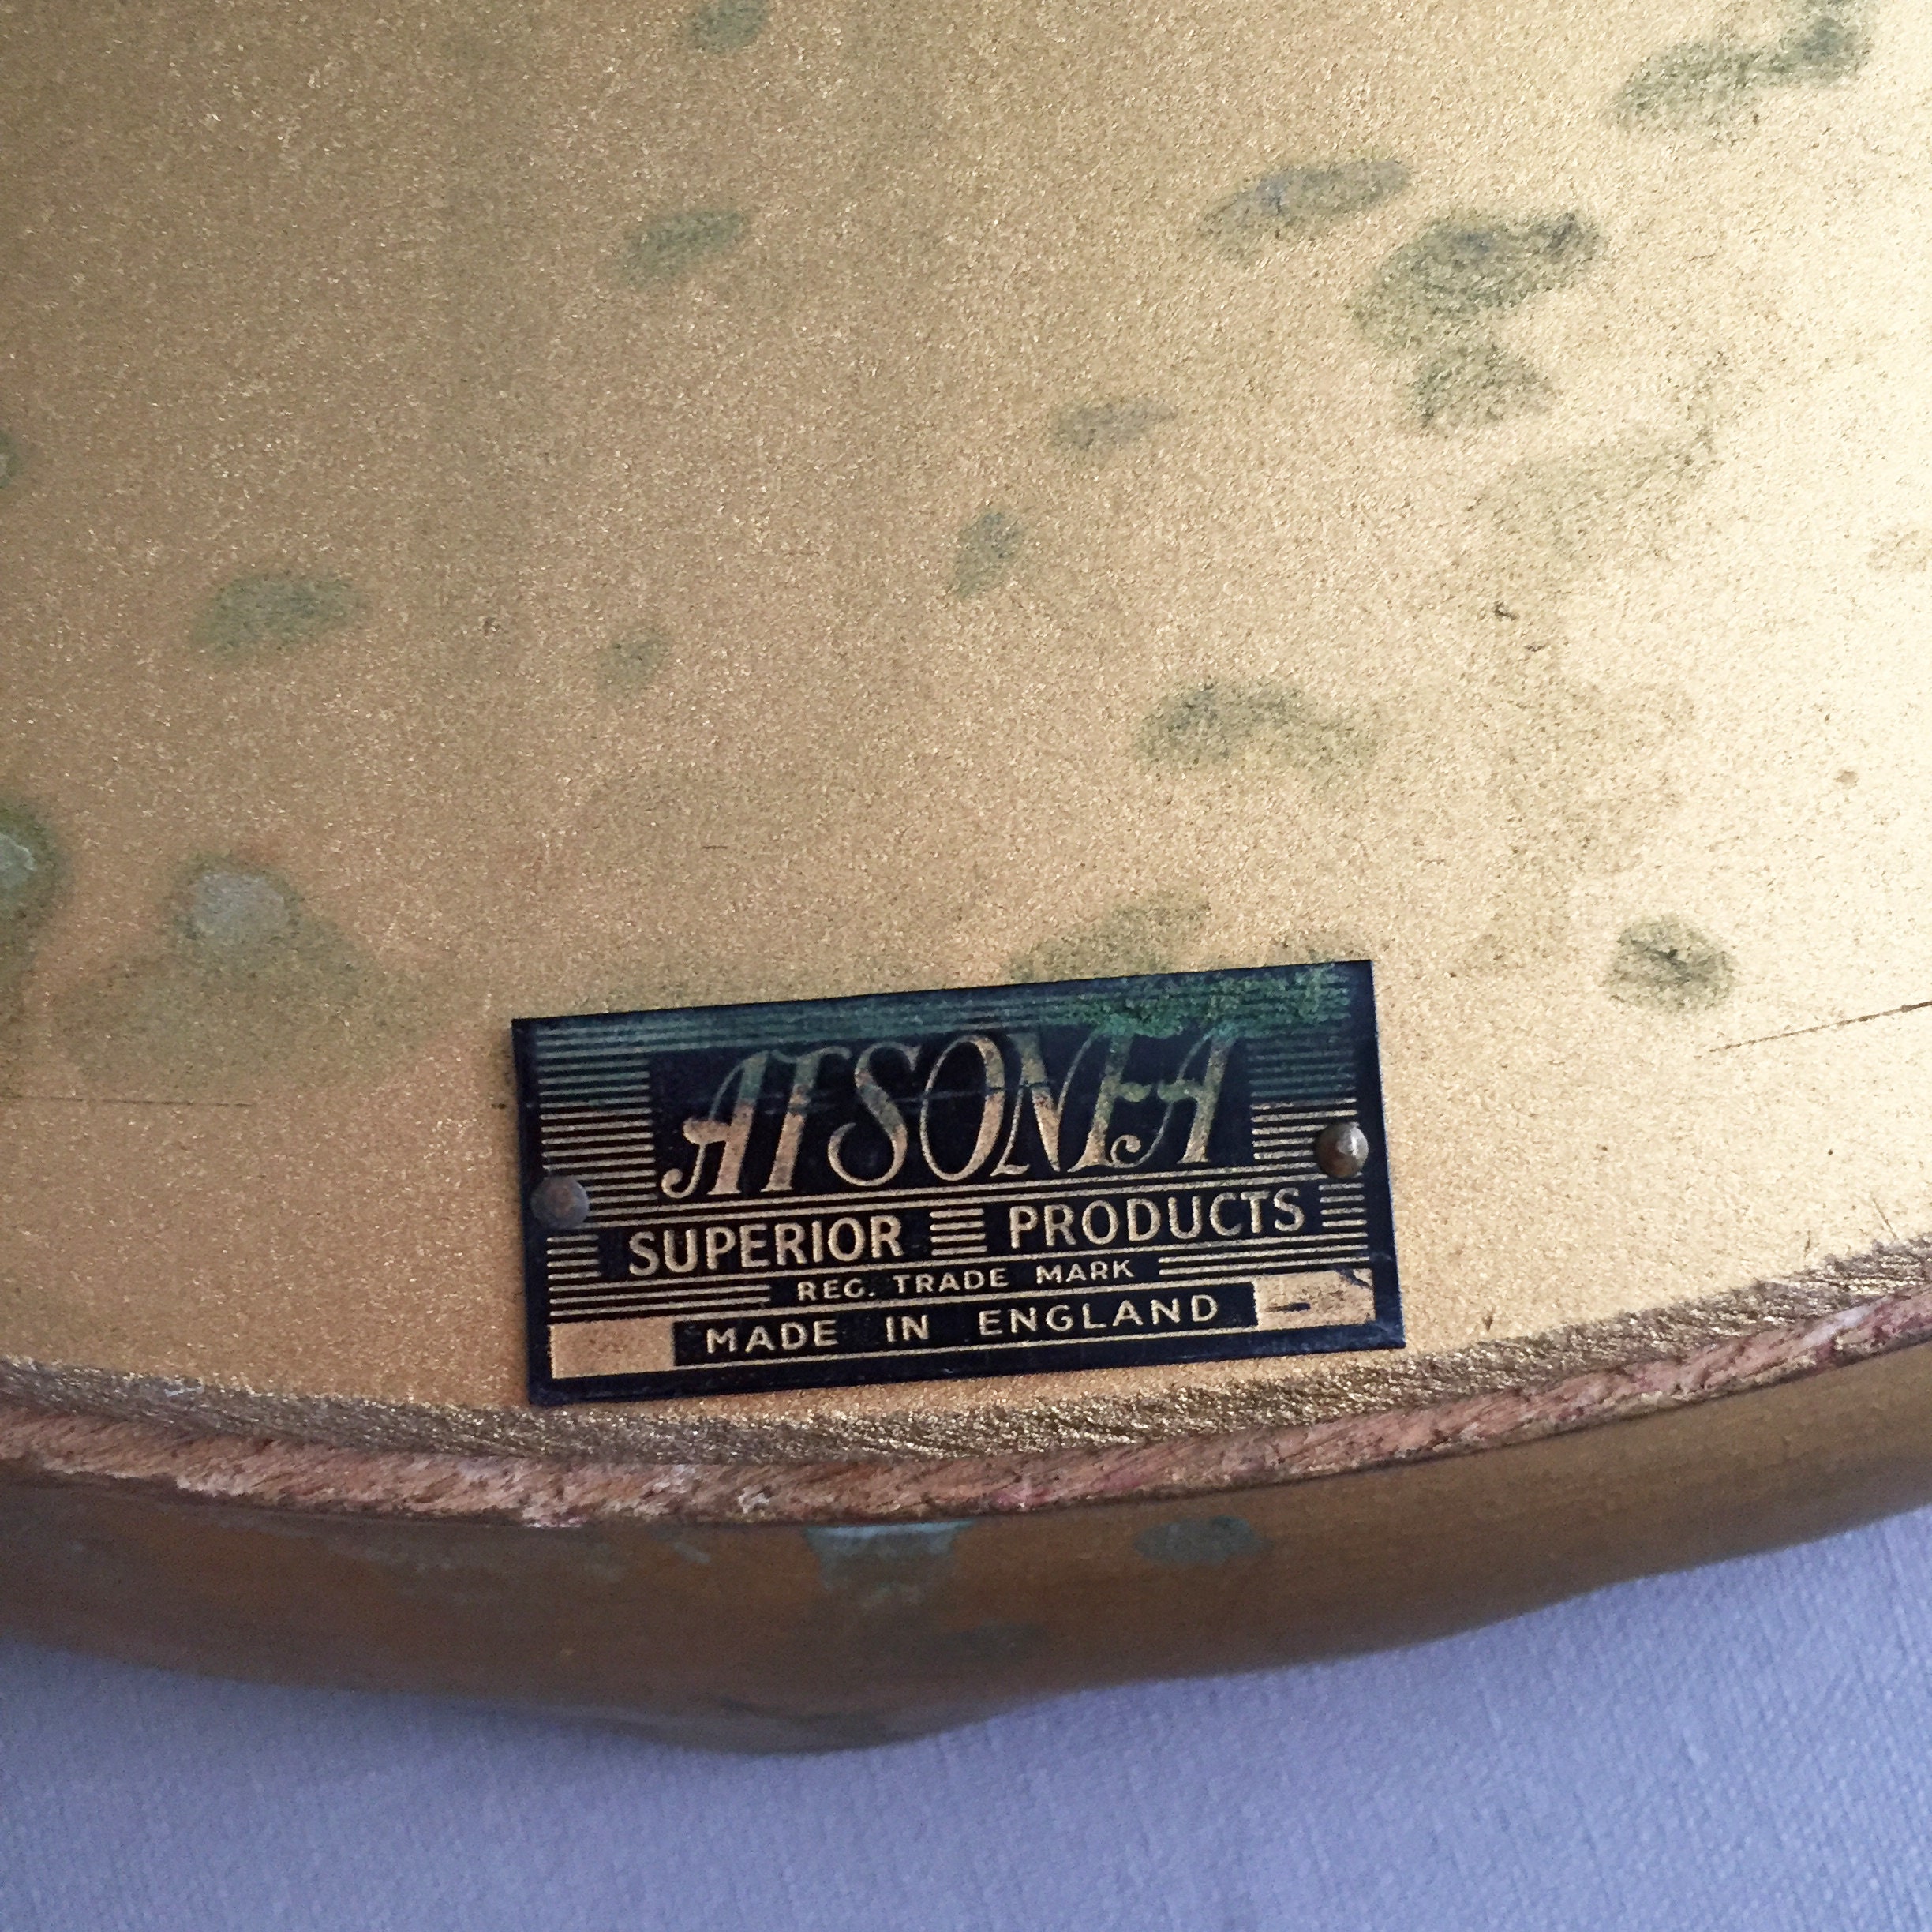 ATSONEA
SUPERIOR PRODUCTS
REG. TRADE MARK
MADE IN ENGLAND